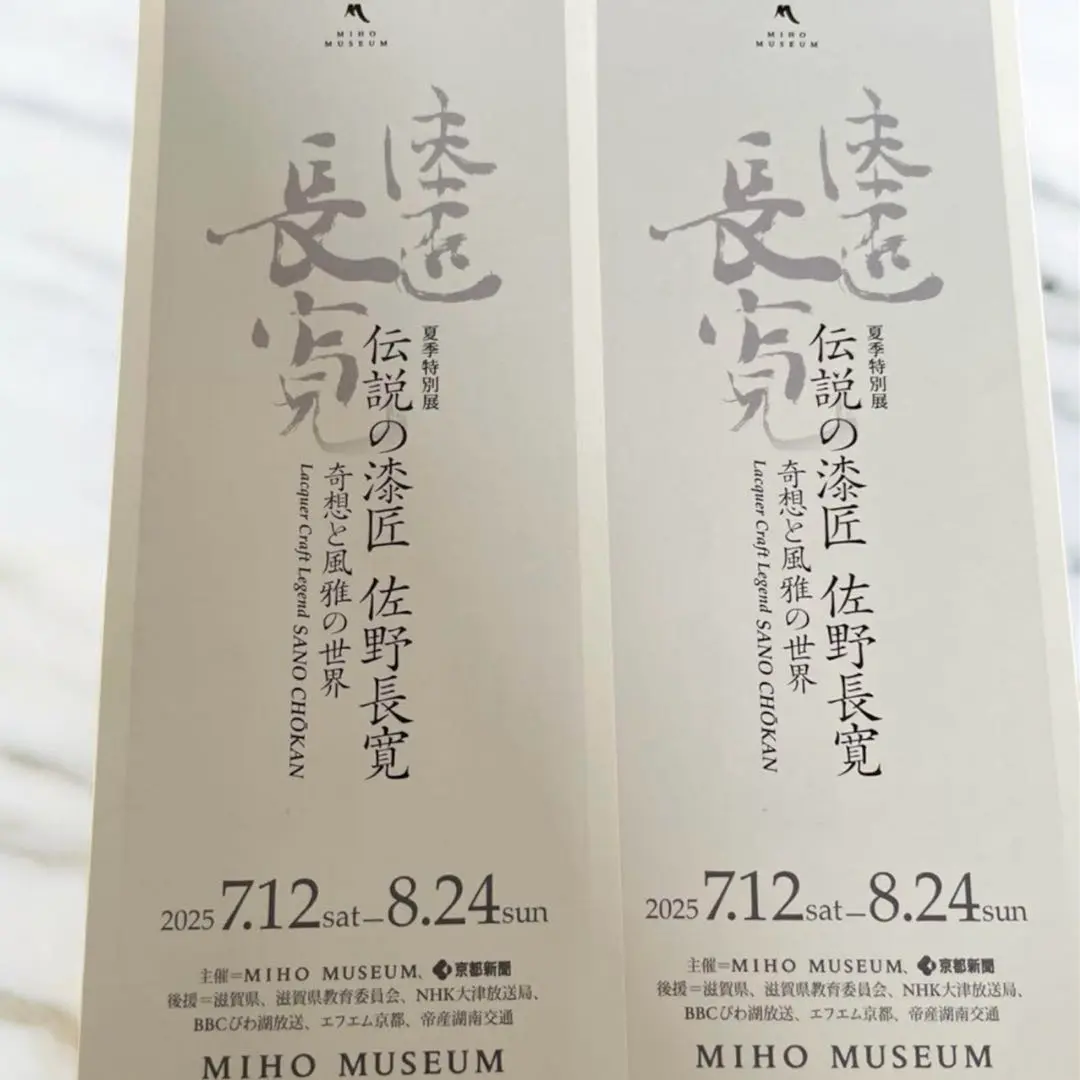 MIHO
MUSEUM
漆匠
長寛
夏季特別展
伝説の漆匠 佐野長寛
奇想と風雅の世界
Lacquer Craft Legend SANO CHŌKAN
2025 7.12sat–8.24sun
主催=MIHO MUSEUM、京都新聞
後援=滋賀県、滋賀県教育委員会、NHK大津放送局、
BBCびわ湖放送、エフエム京都、帝産湖南交通
MIHO MUSEUM
MIHO
MUSEUM
漆匠
長寛
夏季特別展
伝説の漆匠 佐野長寛
奇想と風雅の世界
Lacquer Craft Legend SANO CHŌKAN
2025 7.12sat–8.24sun
主催=MIHO MUSEUM、京都新聞
後援=滋賀県、滋賀県教育委員会、NHK大津放送局、
BBCびわ湖放送、エフエム京都、帝産湖南交通
MIHO MUSEUM